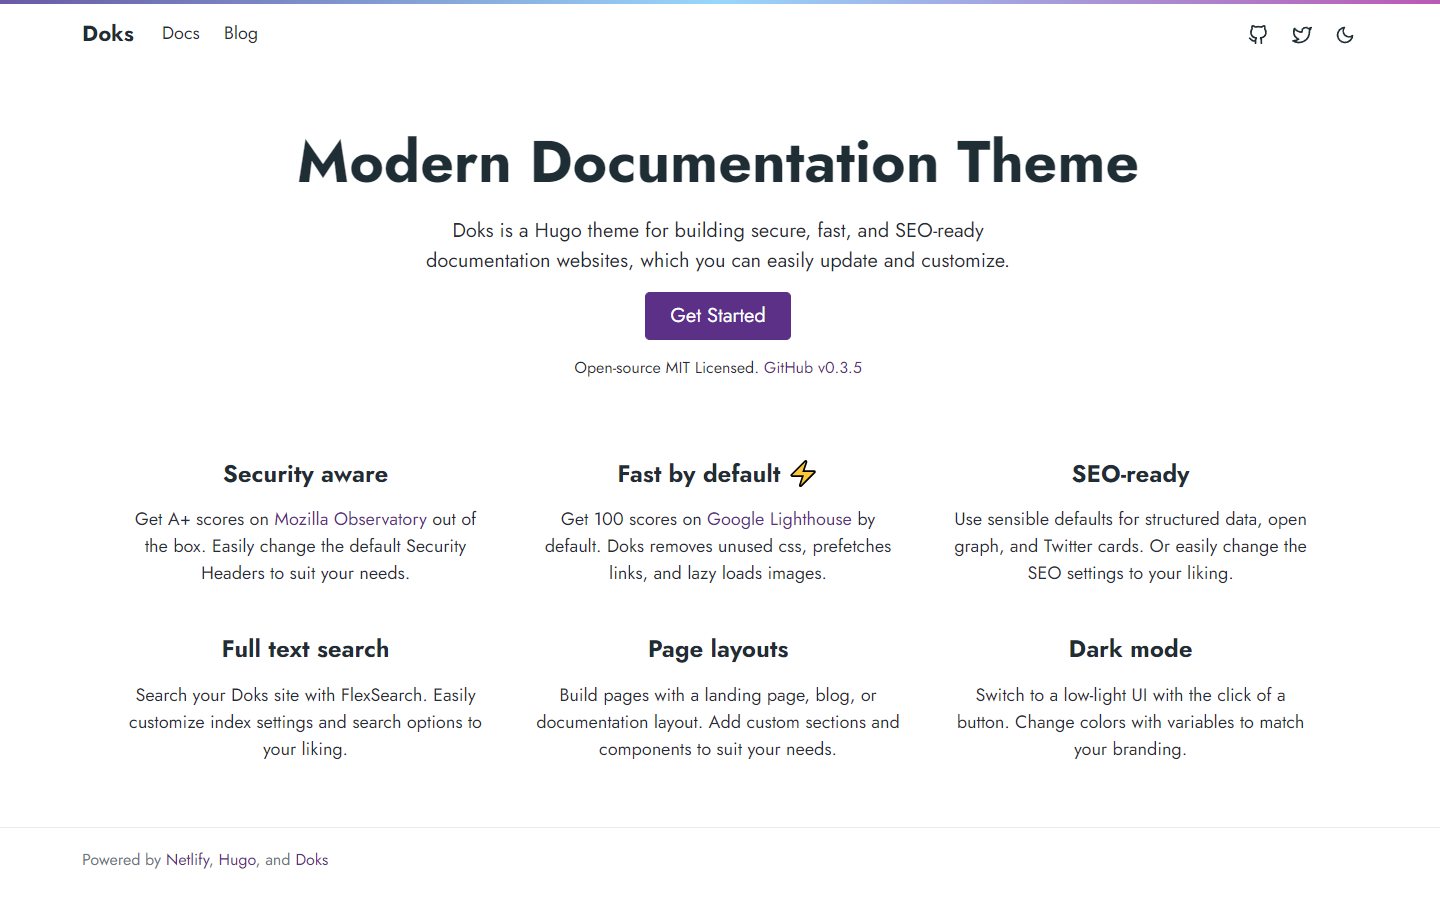 Doks Docs Blog
Modern Documentation Theme
Doks is a Hugo theme for building secure, fast, and SEO-ready
documentation websites, which you can easily update and customize.
Get Started
Open-source MIT Licensed. GitHub v0.3.5
Security aware
Get A+ scores on Mozilla Observatory out of
the box. Easily change the default Security
Headers to suit your needs.
Fast by default ⚡
Get 100 scores on Google Lighthouse by
default. Doks removes unused css, prefetches
links, and lazy loads images.
SEO-ready
Use sensible defaults for structured data, open
graph, and Twitter cards. Or easily change the
SEO settings to your liking.
Full text search
Search your Doks site with FlexSearch. Easily
customize index settings and search options to
your liking.
Page layouts
Build pages with a landing page, blog, or
documentation layout. Add custom sections and
components to suit your needs.
Dark mode
Switch to a low-light UI with the click of a
button. Change colors with variables to match
your branding.
Powered by Netlify, Hugo, and Doks